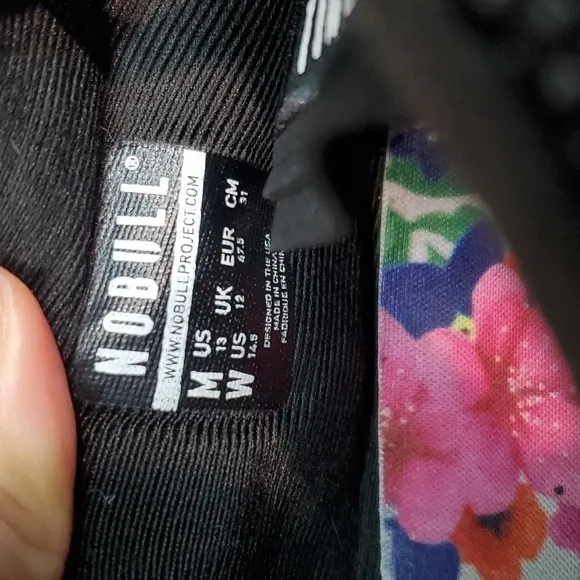 NOBULL®
WWW.NOBULLPROJECT.COM
M US 13 UK 12 EUR 47.5 CM 31
W US 14.5
DESIGNED IN THE USA
MADE IN CHINA
FABRIQUÉ EN CHINE